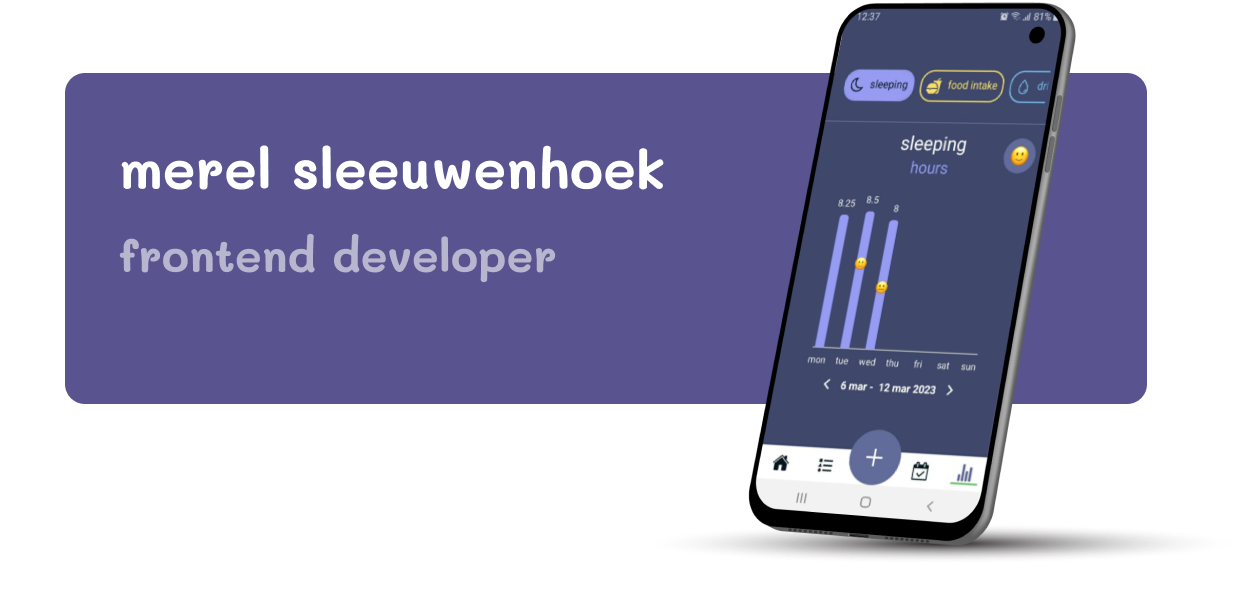 merel sleeuwenhoek
frontend developer
12:37
81%
sleeping
food intake
dri
sleeping
hours
8.25
8.5
8
mon tue wed thu fri sat sun
6 mar - 12 mar 2023